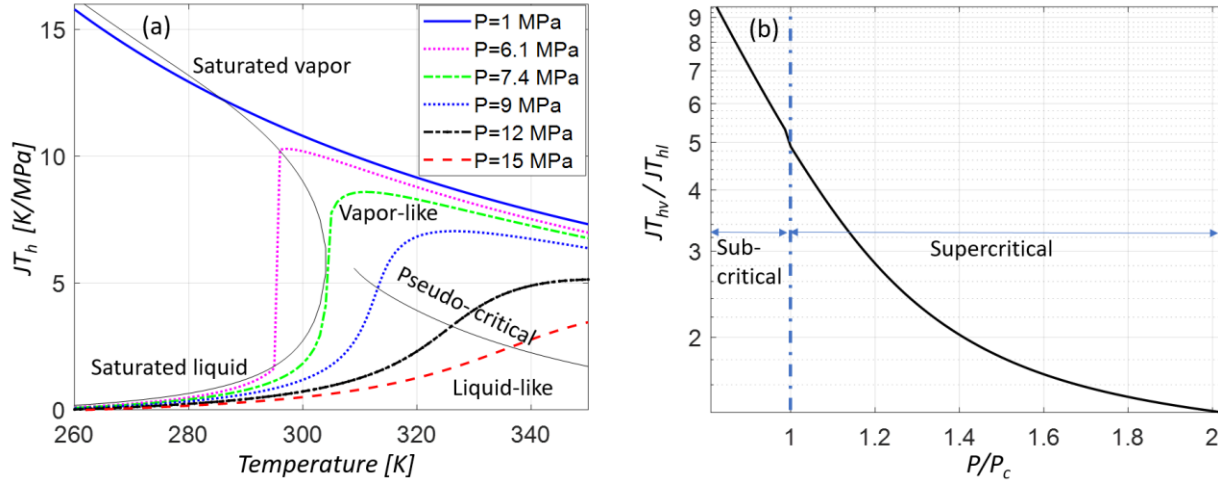 (a)
P=1 MPa
P=6.1 MPa
P=7.4 MPa
P=9 MPa
P=12 MPa
P=15 MPa
Saturated vapor
Vapor-like
Pseudo-critical
Saturated liquid
Liquid-like
15
10
5
0
JT_h [K/MPa]
260
280
300
320
340
Temperature [K]
(b)
9
8
7
6
5
4
3
2
JT_hv / JT_hl
Sub-
critical
Supercritical
1
1.2
1.4
1.6
1.8
2
P/P_c